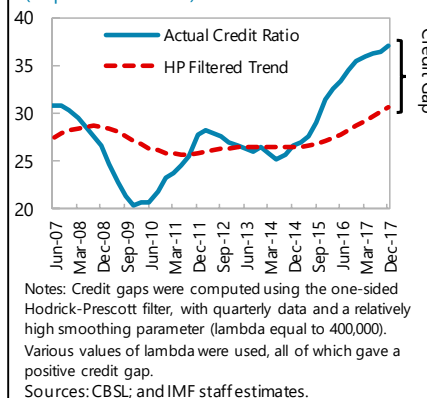 40
35
30
25
20
Actual Credit Ratio
HP Filtered Trend
Credit Gap
Jun-07
Mar-08
Dec-08
Sep-09
Jun-10
Mar-11
Dec-11
Sep-12
Jun-13
Mar-14
Dec-14
Sep-15
Jun-16
Mar-17
Dec-17
Notes: Credit gaps were computed using the one-sided
Hodrick-Prescott filter, with quarterly data and a relatively
high smoothing parameter (lambda equal to 400,000).
Various values of lambda were used, all of which gave a
positive credit gap.
Sources: CBSL; and IMF staff estimates.